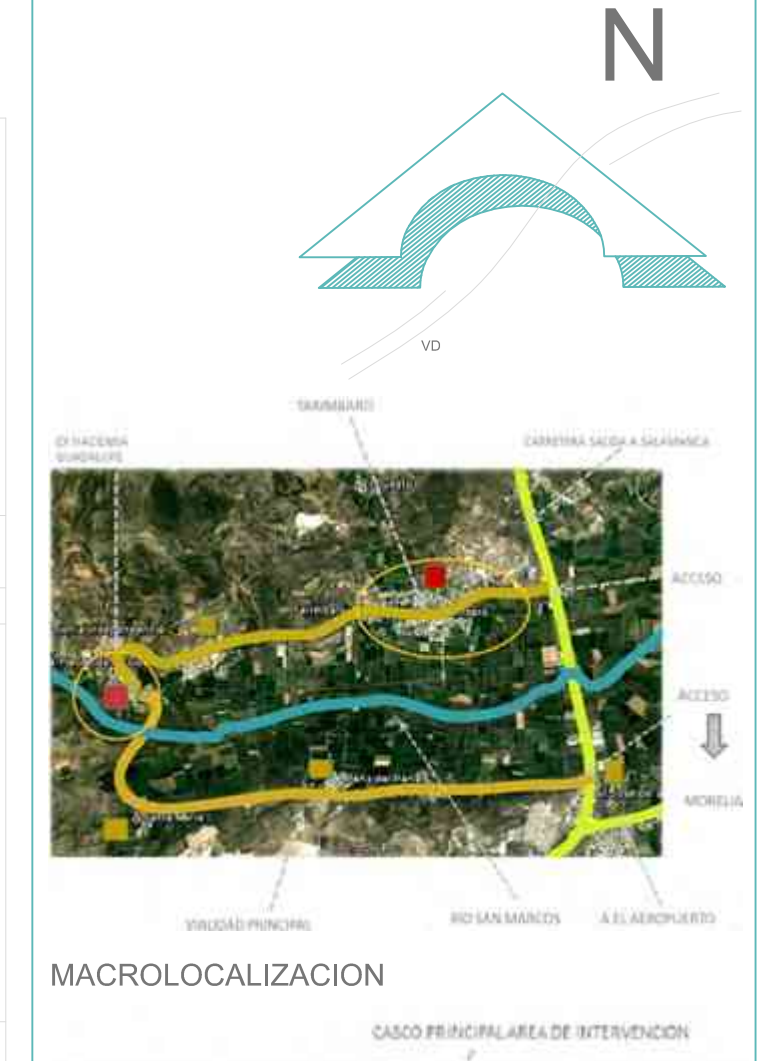 N
VD
TARIMBARO
EX HACIENDA
GUADALUPE
CARRETERA SALIDA A SALAMANCA
ACCESO
ACCESO
MORELIA
VIALIDAD PRINCIPAL
RIO SAN MARCOS
A EL AEROPUERTO
MACROLOCALIZACION
CASCO PRINCIPAL AREA DE INTERVENCION